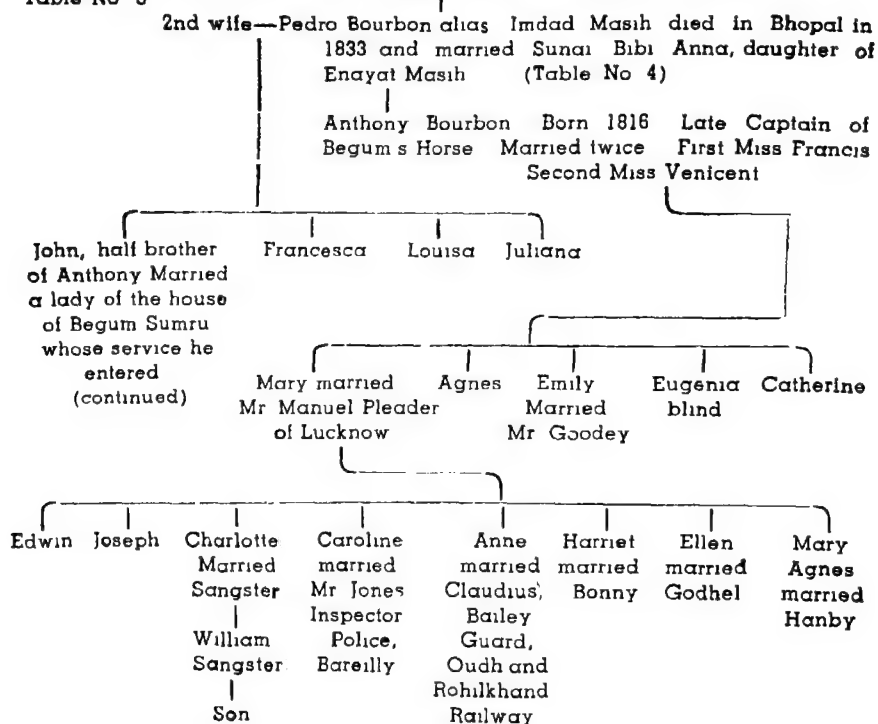 2nd wife—Pedro Bourbon alias Imdad Masih died in Bhopal in
1833 and married Sunai Bibi Anna, daughter of
Enayat Masih (Table No 4)
Anthony Bourbon Born 1816 Late Captain of
Begum s Horse Married twice First Miss Francis
Second Miss Venicent
John, half brother
of Anthony Married
a lady of the house
of Begum Sumru
whose service he
entered
(continued)
Francesca
Louisa
Juliana
Mary married
Mr Manuel Pleader
of Lucknow
Agnes
Emily
Married
Mr Goodey
Eugenia
blind
Catherine
Edwin
Joseph
Charlotte
Married
Sangster
William
Sangster
Son
Caroline
married
Mr Jones
Inspector
Police,
Bareilly
Anne
married
Claudius,
Bailey
Guard,
Oudh and
Rohilkhand
Railway
Harriet
married
Bonny
Ellen
married
Godhel
Mary
Agnes
married
Hanby